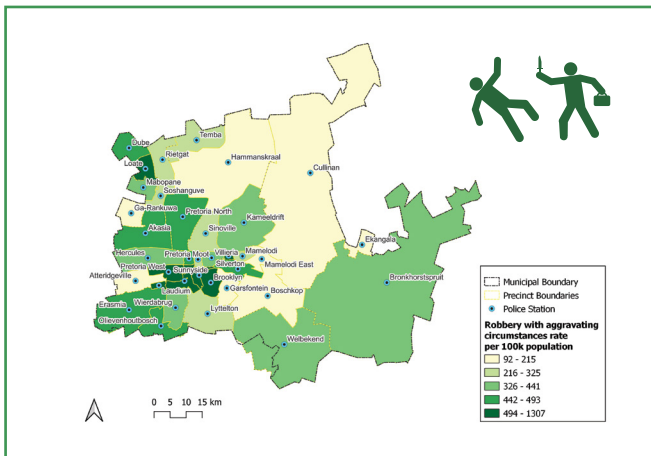 Temba
Dube
Rietgat
Loate
Hammanskraal
Cullinan
Mabopane
Soshanguve
Ga-Rankuwa
Pretoria North
Kameeldrift
Akasia
Sinoville
Ekangala
Hercules
Pretoria Moot
Villieria
Mamelodi
Pretoria West
Sunnyside
Silverton
Mamelodi East
Atteridgeville
Brooklyn
Bronkhorstspruit
Laudium
Garsfontein
Boschkop
Erasmia
Wierdabrug
Lyttelton
Olievenhoutbosch
Welbekend
Municipal Boundary
Precinct Boundaries
Police Station
Robbery with aggravating
circumstances rate
per 100k population
92 - 215
216 - 325
326 - 441
442 - 493
494 - 1307
0 5 10 15 km